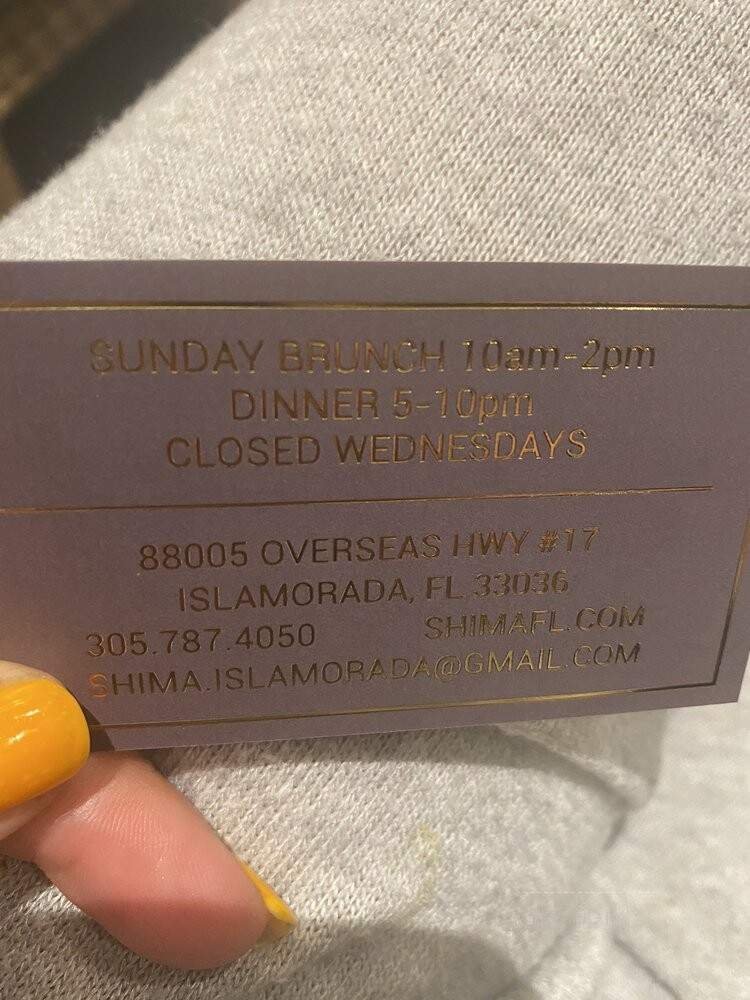 SUNDAY BRUNCH 10am-2pm
DINNER 5-10pm
CLOSED WEDNESDAYS
88005 OVERSEAS HWY #17
ISLAMORADA, FL 33036
305.787.4050 SHIMAFL.COM
SHIMA.ISLAMORADA@GMAIL.COM